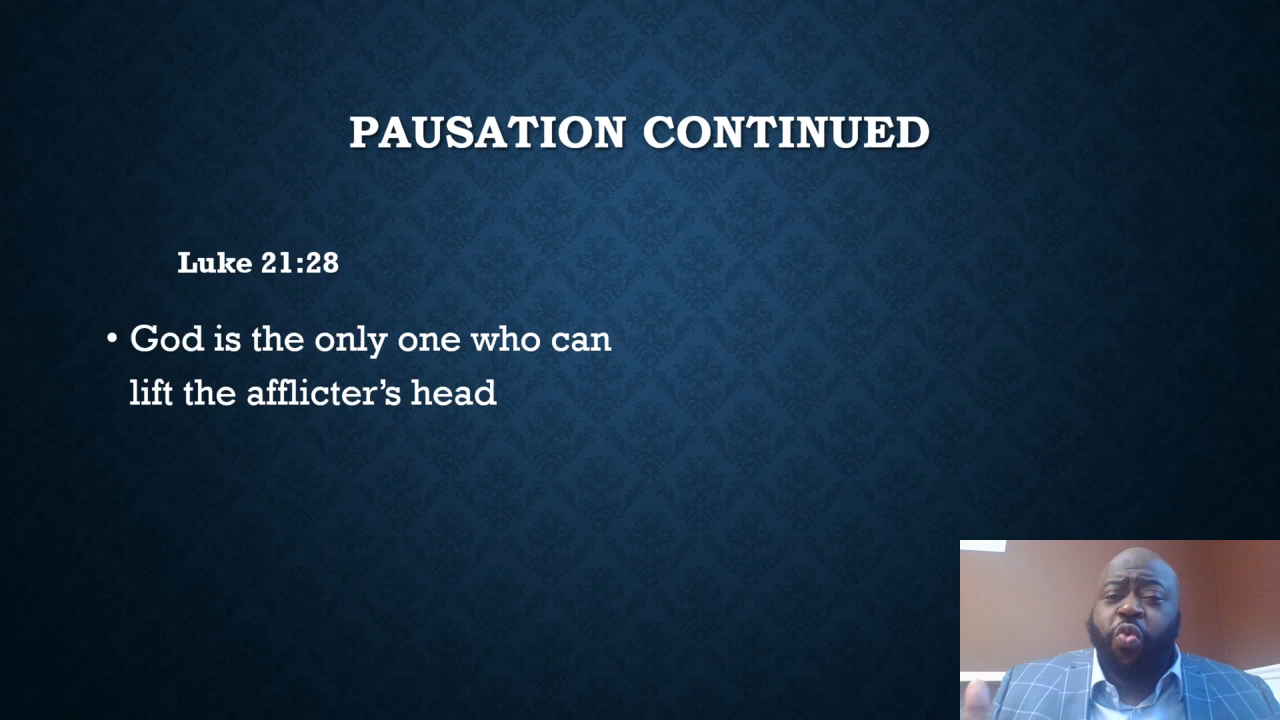 PAUSATION CONTINUED
Luke 21:28
• God is the only one who can
lift the afflicter’s head